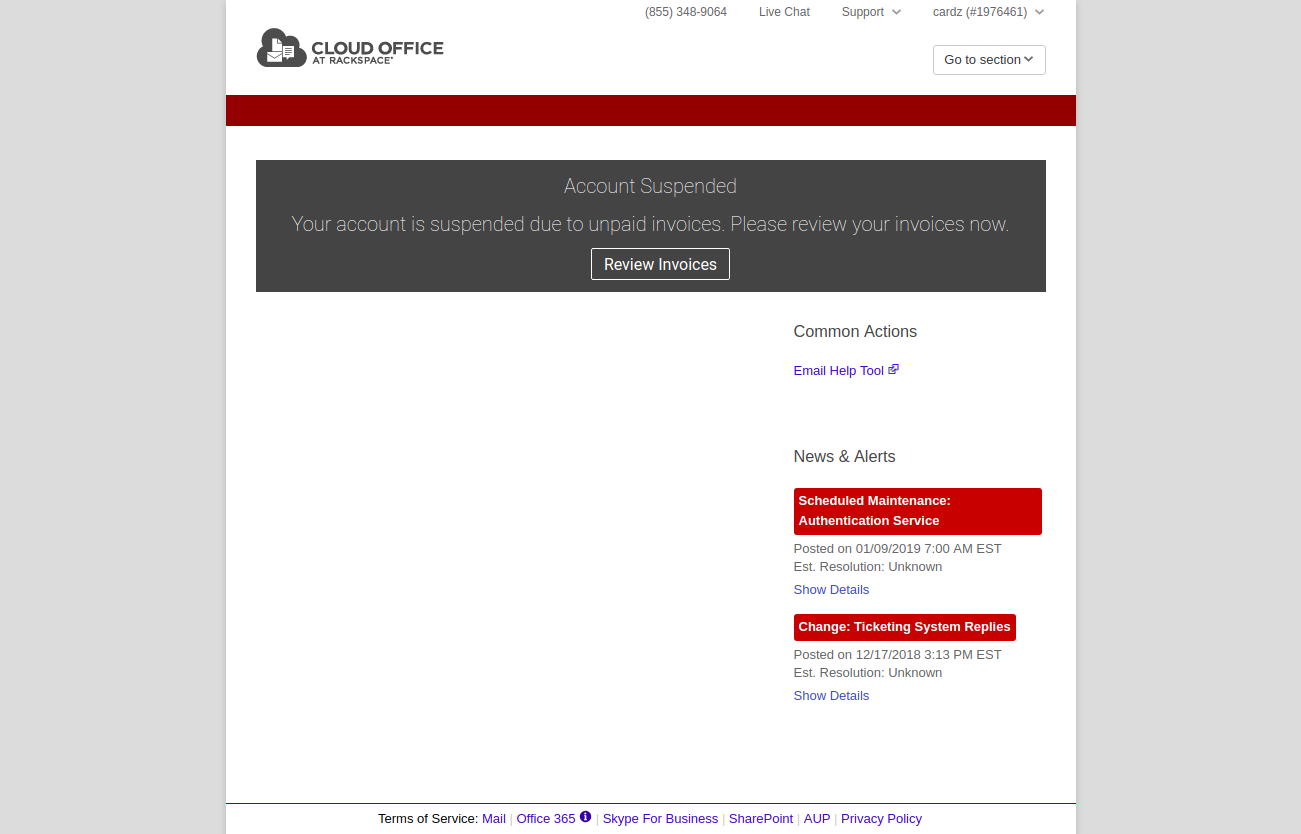 (855) 348-9064 Live Chat Support cardz (#1976461)
CLOUD OFFICE
AT RACKSPACE®
Go to section
Account Suspended
Your account is suspended due to unpaid invoices. Please review your invoices now.
Review Invoices
Common Actions
Email Help Tool
News & Alerts
Scheduled Maintenance:
Authentication Service
Posted on 01/09/2019 7:00 AM EST
Est. Resolution: Unknown
Show Details
Change: Ticketing System Replies
Posted on 12/17/2018 3:13 PM EST
Est. Resolution: Unknown
Show Details
Terms of Service: Mail | Office 365 | Skype For Business | SharePoint | AUP | Privacy Policy